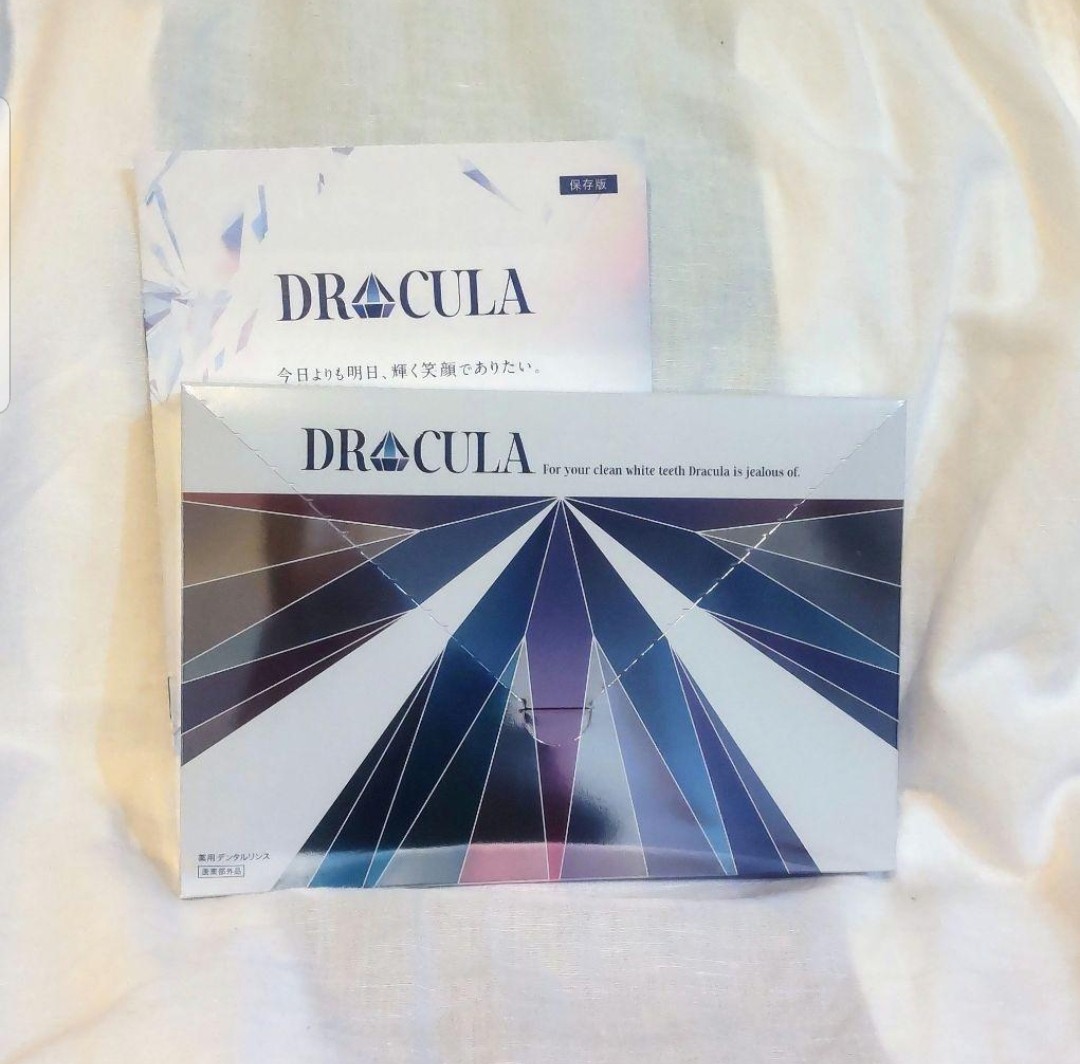 保存版
DRACULA
今日よりも明日、輝く笑顔でありたい。
DRACULA For your clean white teeth Dracula is jealous of.
薬用デンタルリンス
医薬部外品